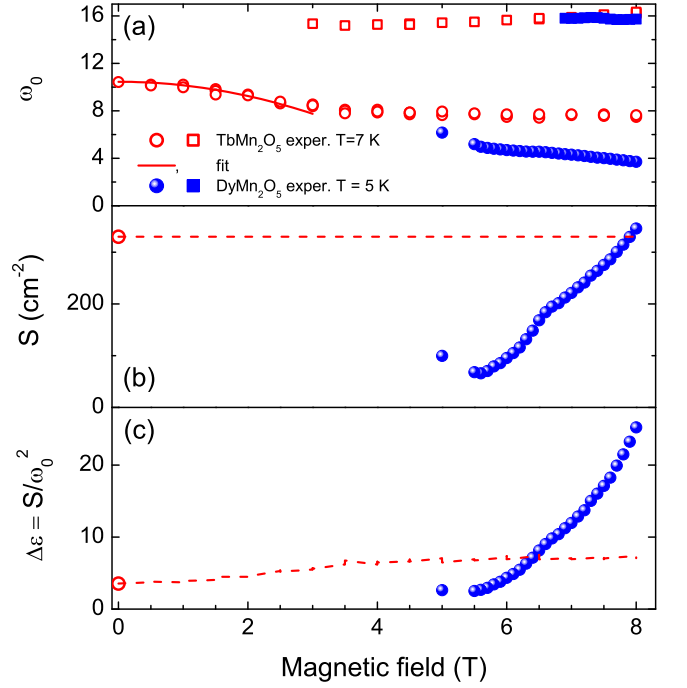 (a)
16
12
8
4
0
ω₀
TbMn₂O₅ exper. T=7 K
, fit
DyMn₂O₅ exper. T = 5 K
(b)
200
0
S (cm⁻²)
(c)
20
10
0
Δε = S/ω₀²
0 2 4 6 8
Magnetic field (T)